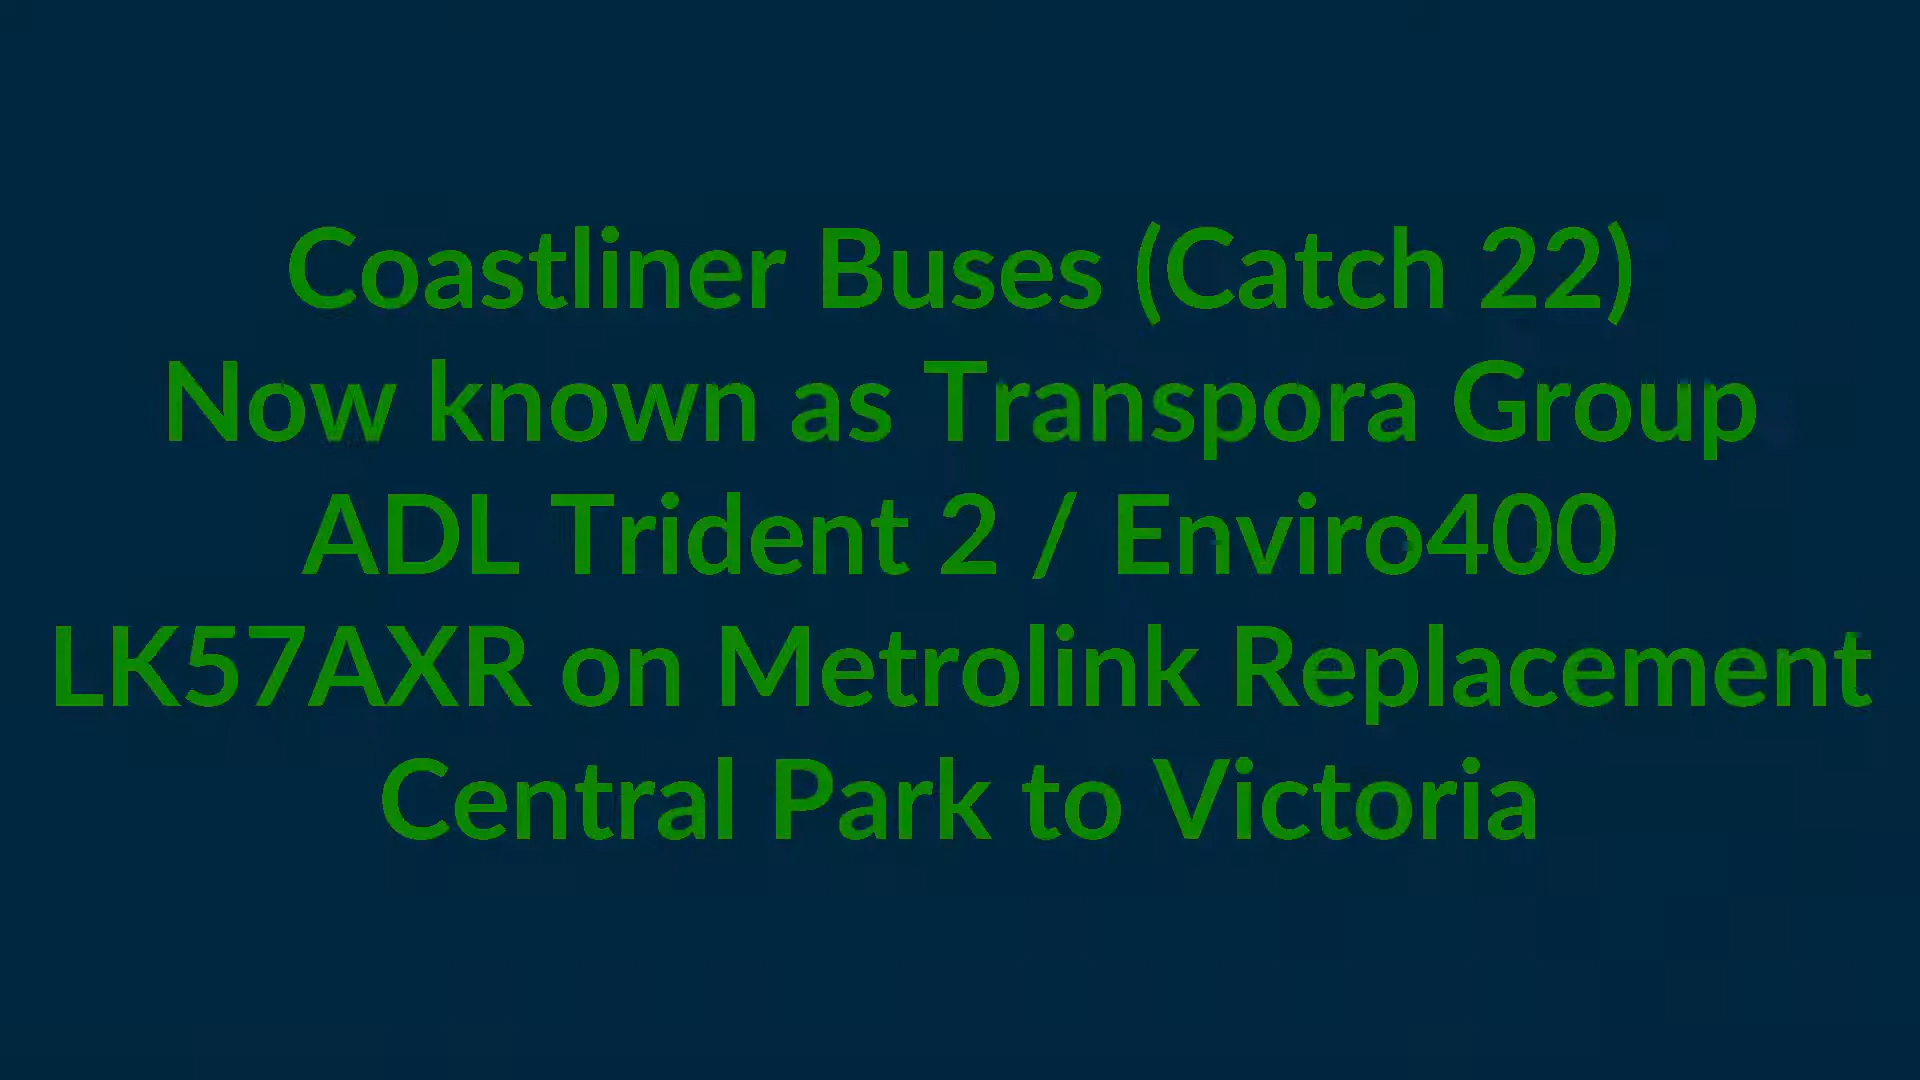 Coastliner Buses (Catch 22)
Now known as Transpora Group
ADL Trident 2 / Enviro400
LK57AXR on Metrolink Replacement
Central Park to Victoria